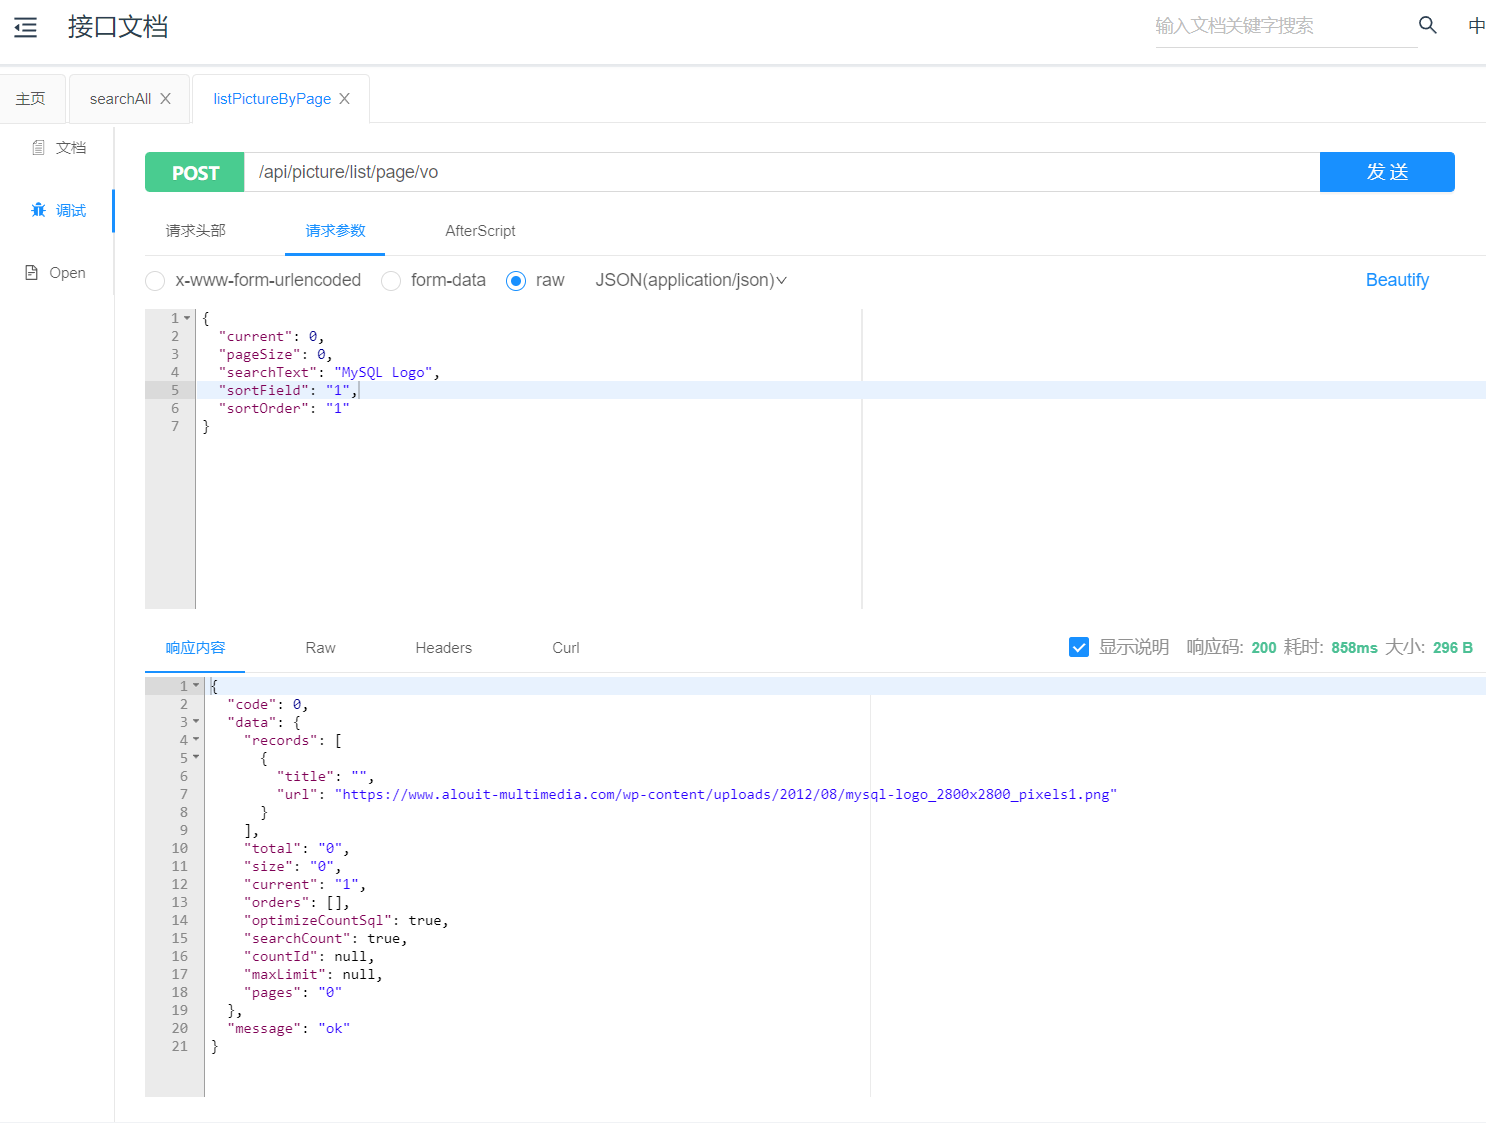 接口文档
输入文档关键字搜索
中
主页
searchAll
listPictureByPage
文档
调试
Open
POST /api/picture/list/page/vo 发 送
请求头部 请求参数 AfterScript
x-www-form-urlencoded form-data raw JSON(application/json) Beautify
1 {
2 "current": 0,
3 "pageSize": 0,
4 "searchText": "MySQL Logo",
5 "sortField": "1",
6 "sortOrder": "1"
7 }
响应内容 Raw Headers Curl 显示说明 响应码: 200 耗时: 858ms 大小: 296 B
1 {
2 "code": 0,
3 "data": {
4 "records": [
5 {
6 "title": "",
7 "url": "https://www.alouit-multimedia.com/wp-content/uploads/2012/08/mysql-logo_2800x2800_pixels1.png"
8 }
9 ],
10 "total": "0",
11 "size": "0",
12 "current": "1",
13 "orders": [],
14 "optimizeCountSql": true,
15 "searchCount": true,
16 "countId": null,
17 "maxLimit": null,
18 "pages": "0"
19 },
20 "message": "ok"
21 }